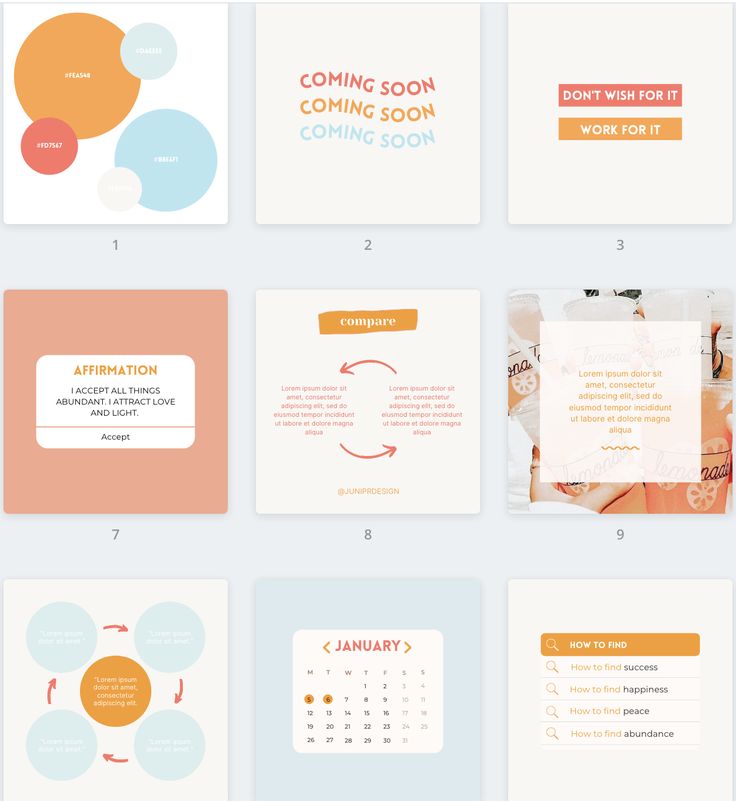 #FEA548
#DAEEEE
#FD7567
#BBE6F1
COMING SOON
COMING SOON
COMING SOON
DON'T WISH FOR IT
WORK FOR IT
1
2
3
AFFIRMATION
I ACCEPT ALL THINGS
ABUNDANT. I ATTRACT LOVE
AND LIGHT.
Accept
compare
Lorem ipsum dolor sit
amet, consectetur
adipiscing elit, sed do
eiusmod tempor incididunt
ut labore et dolore magna
aliqua
Lorem ipsum dolor sit
amet, consectetur
adipiscing elit, sed do
eiusmod tempor incididunt
ut labore et dolore magna
aliqua
@JUNIPRDESIGN
lemonade
Lorem ipsum dolor sit
amet, consectetur
adipiscing elit, sed do
eiusmod tempor incididunt
ut labore et dolore magna
aliqua
lemonade
7
8
9
"Lorem ipsum
dolor sit amet."
"Lorem ipsum
dolor sit amet."
"Lorem ipsum
dolor sit amet,
consectetur
adipiscing elit.
"Lorem ipsum
dolor sit amet."
"Lorem ipsum
dolor sit amet."
< JANUARY >
M T W T F S S
1 2 3 4
5 6 7 8 9 10 11
12 13 14 15 16 17 18
19 20 21 22 23 24 25
26 27 28 29 30 31
HOW TO FIND
How to find success
How to find happiness
How to find peace
How to find abundance